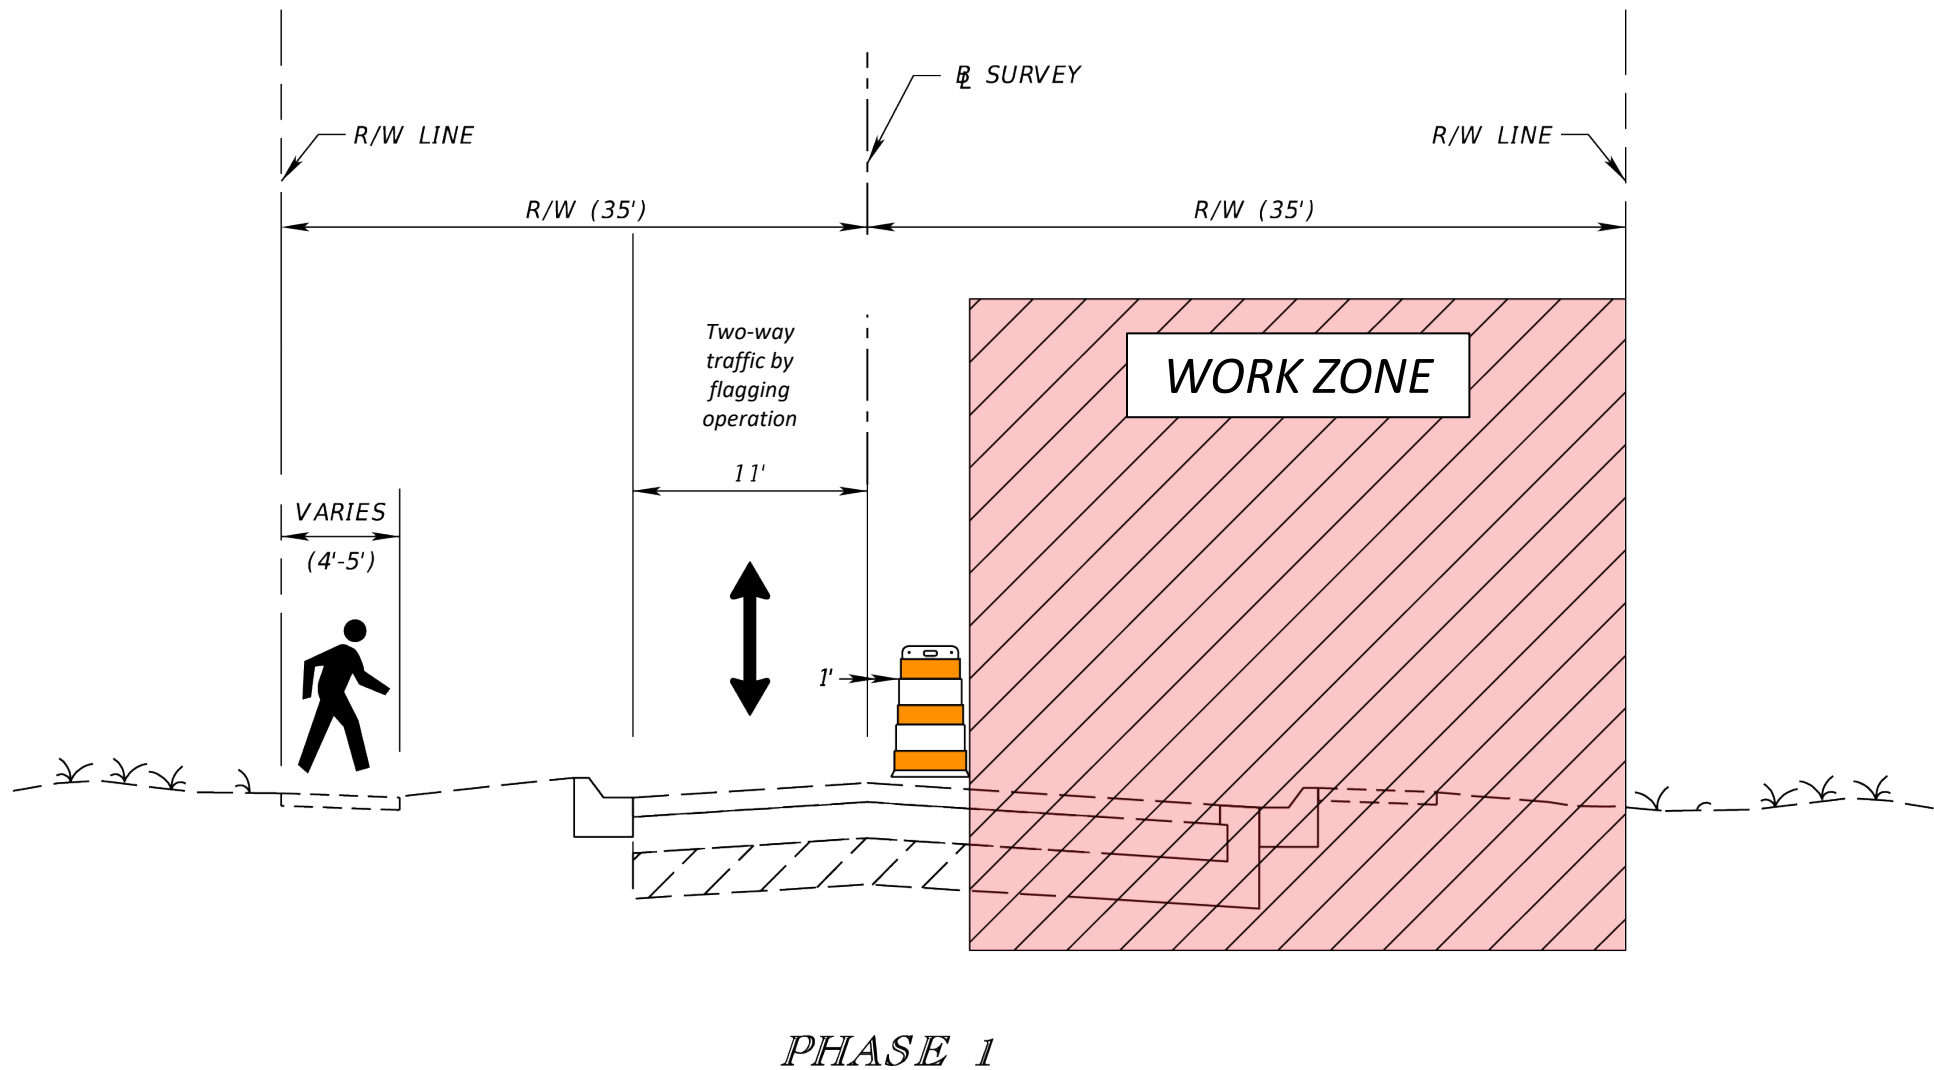 BL SURVEY
R/W LINE
R/W LINE
R/W (35')
R/W (35')
Two-way
traffic by
flagging
operation
WORK ZONE
11'
VARIES
(4'-5')
1'
PHASE 1